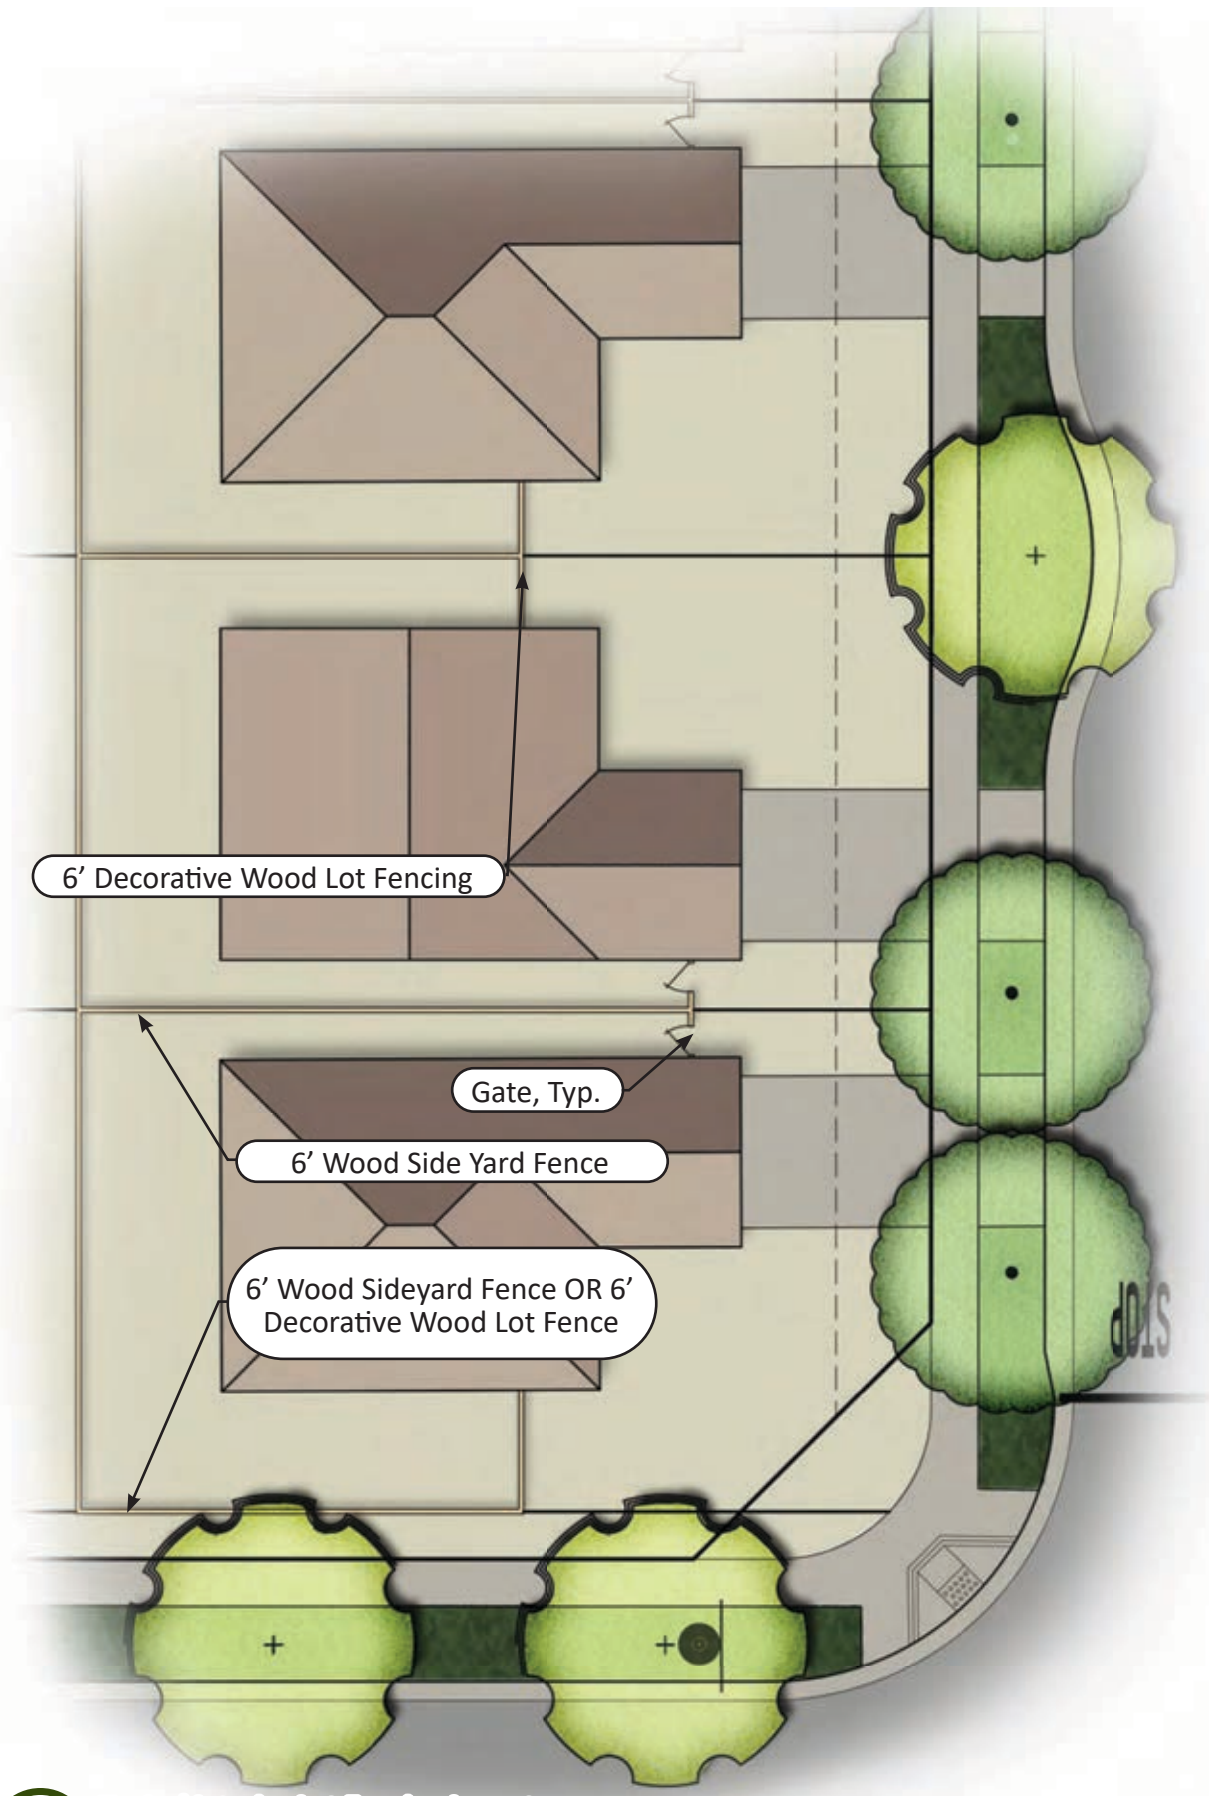 6’ Decorative Wood Lot Fencing
Gate, Typ.
6’ Wood Side Yard Fence
6’ Wood Sideyard Fence OR 6’
Decorative Wood Lot Fence
STOP